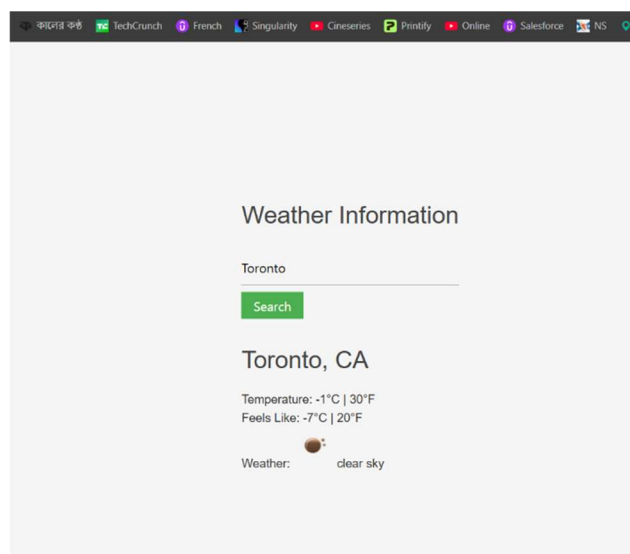 কালের কণ্ঠ TechCrunch French Singularity Cineseries Printify Online Salesforce NS
Weather Information
Toronto
Search
Toronto, CA
Temperature: -1°C | 30°F
Feels Like: -7°C | 20°F
Weather: clear sky